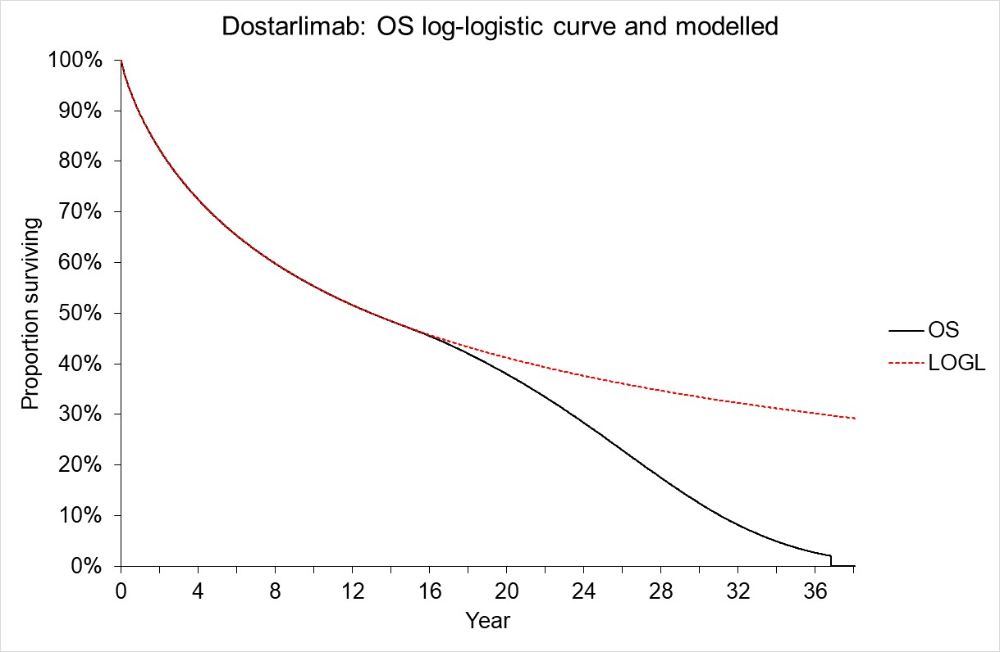 Dostarlimab: OS log-logistic curve and modelled
100%
90%
80%
70%
60%
50%
40%
30%
20%
10%
0%
Proportion surviving
0 4 8 12 16 20 24 28 32 36
Year
OS
LOGL